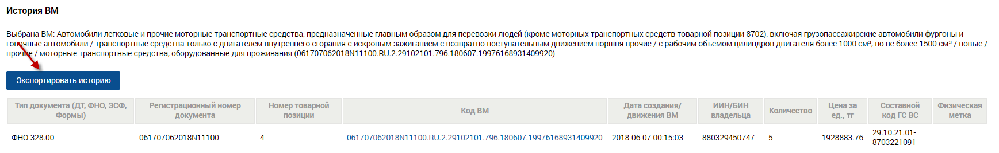 История ВМ
Выбрана ВМ: Автомобили легковые и прочие моторные транспортные средства, предназначенные главным образом для перевозки людей (кроме моторных транспортных средств товарной позиции 8702), включая грузопассажирские автомобили-фургоны и
гоночные автомобили / транспортные средства только с двигателем внутреннего сгорания с искровым зажиганием с возвратно-поступательным движением поршня прочие / с рабочим объемом цилиндров двигателя более 1000 см³, но не более 1500 см³ / новые /
прочие / моторные транспортные средства, оборудованные для проживания (061707062018N11100.RU.2.29102101.796.180607.19976168931409920)
Экспортировать историю
Тип документа (ДТ, ФНО, ЭСФ, Формы)
Регистрационный номер документа
Номер товарной позиции
Код ВМ
Дата создания/ движения ВМ
ИИН/БИН владельца
Количество
Цена за ед., тг
Составной код ГС ВС
Физическая метка
ФНО 328.00
061707062018N11100
4
061707062018N11100.RU.2.29102101.796.180607.19976168931409920
2018-06-07 00:15:03
880329450747
5
1928883.76
29.10.21.01-
8703221091